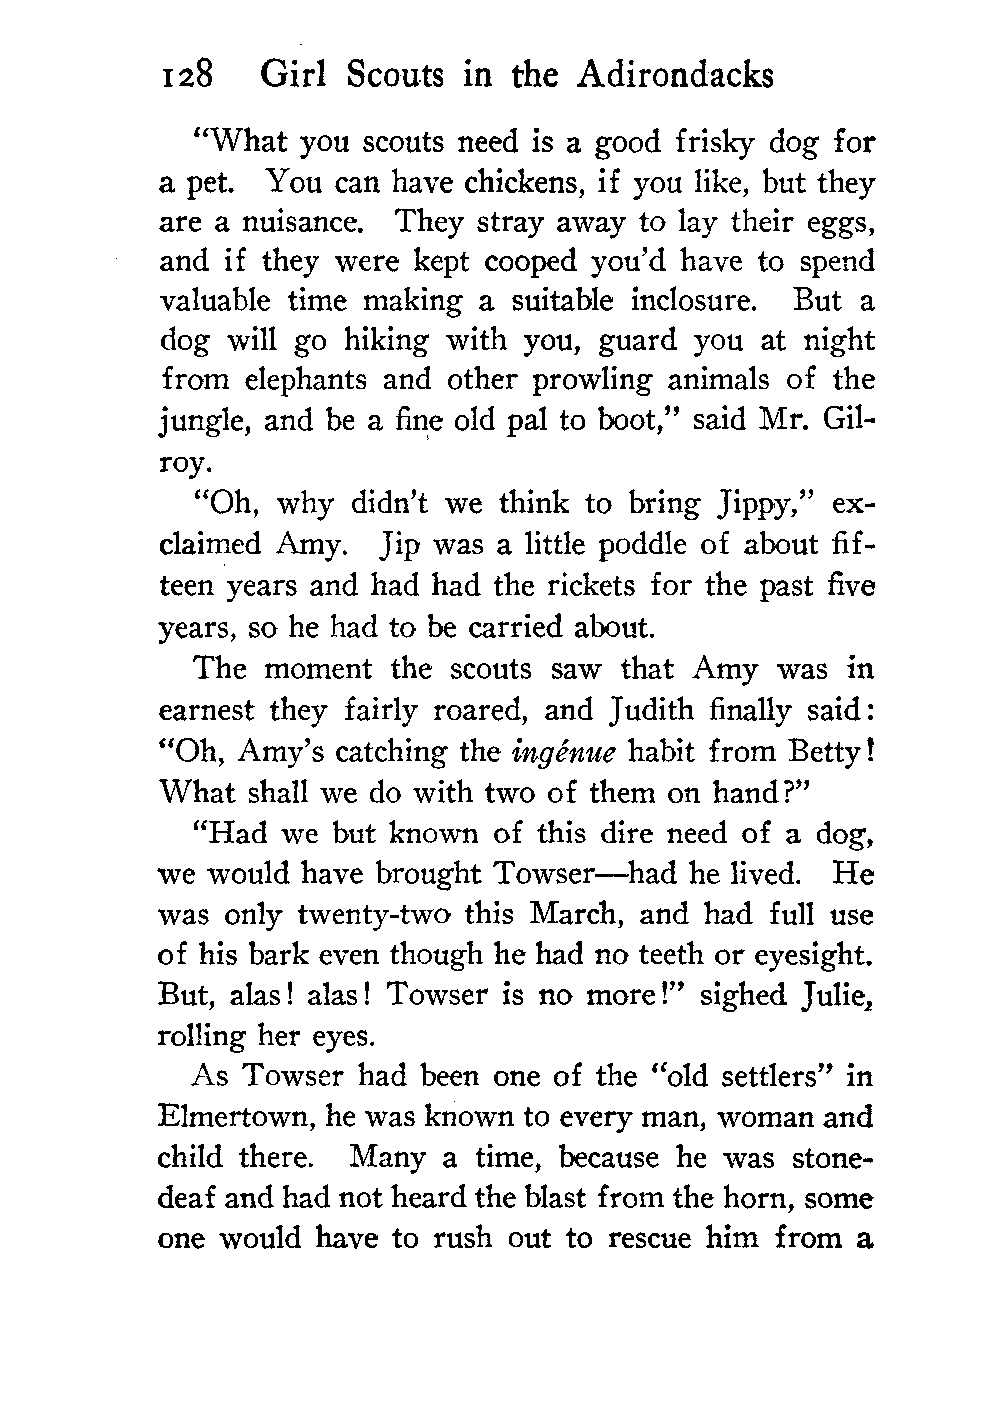 128 Girl Scouts in the Adirondacks
“What you scouts need is a good frisky dog for
a pet. You can have chickens, if you like, but they
are a nuisance. They stray away to lay their eggs,
and if they were kept cooped you’d have to spend
valuable time making a suitable inclosure. But a
dog will go hiking with you, guard you at night
from elephants and other prowling animals of the
jungle, and be a fine old pal to boot,” said Mr. Gil-
roy.
“Oh, why didn’t we think to bring Jippy,” ex-
claimed Amy. Jip was a little poddle of about fif-
teen years and had had the rickets for the past five
years, so he had to be carried about.
The moment the scouts saw that Amy was in
earnest they fairly roared, and Judith finally said:
“Oh, Amy’s catching the ingénue habit from Betty!
What shall we do with two of them on hand?”
“Had we but known of this dire need of a dog,
we would have brought Towser—had he lived. He
was only twenty-two this March, and had full use
of his bark even though he had no teeth or eyesight.
But, alas! alas! Towser is no more!” sighed Julie,
rolling her eyes.
As Towser had been one of the “old settlers” in
Elmertown, he was known to every man, woman and
child there. Many a time, because he was stone-
deaf and had not heard the blast from the horn, some
one would have to rush out to rescue him from a